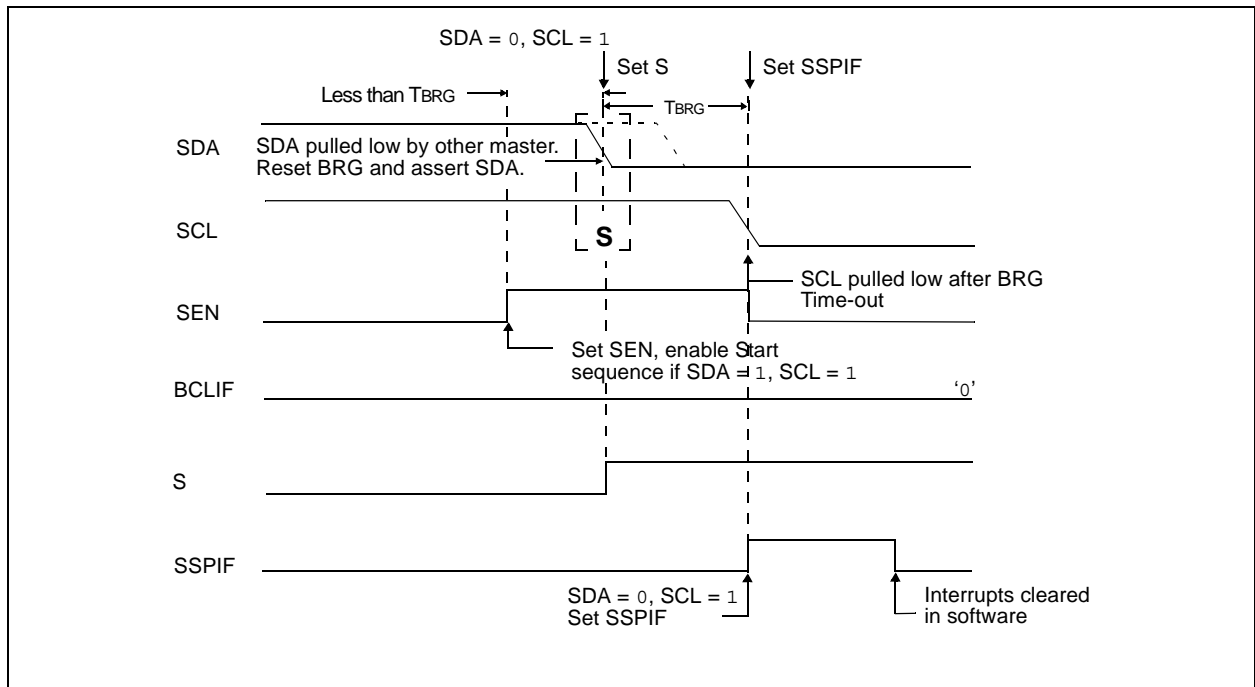 SDA = 0, SCL = 1
Set S
Set SSPIF
Less than TBRG
TBRG
SDA
SDA pulled low by other master.
Reset BRG and assert SDA.
SCL
S
SCL pulled low after BRG
Time-out
SEN
Set SEN, enable Start
sequence if SDA = 1, SCL = 1
BCLIF
‘0’
S
SSPIF
SDA = 0, SCL = 1
Set SSPIF
Interrupts cleared
in software